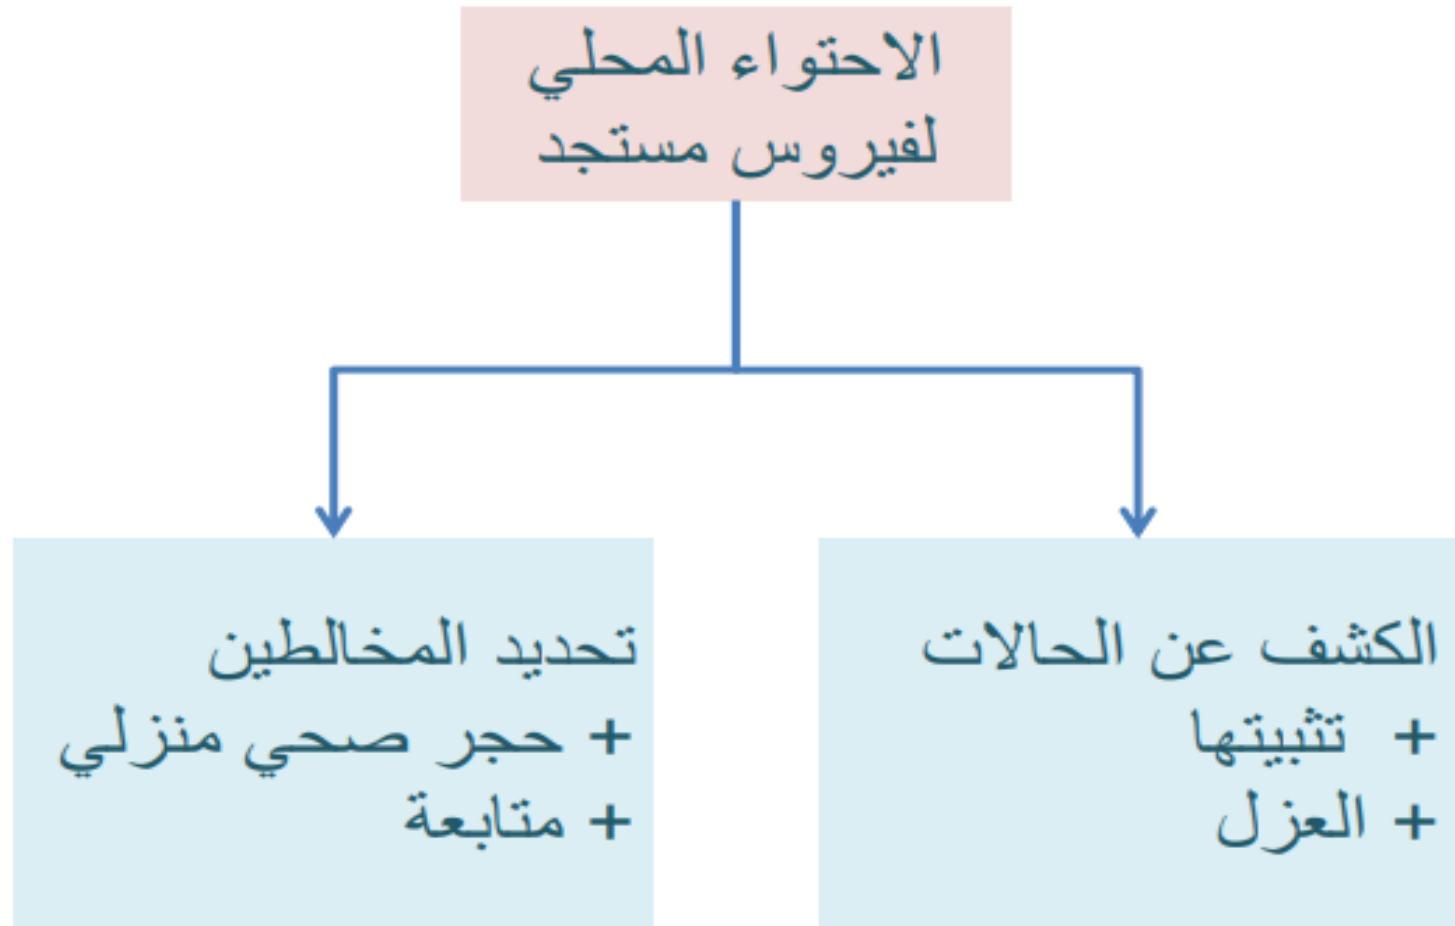 الاحتواء المحلي
لفيروس مستجد
الكشف عن الحالات
+ تثبيتها
+ العزل
تحديد المخالطين
+ حجر صحي منزلي
+ متابعة